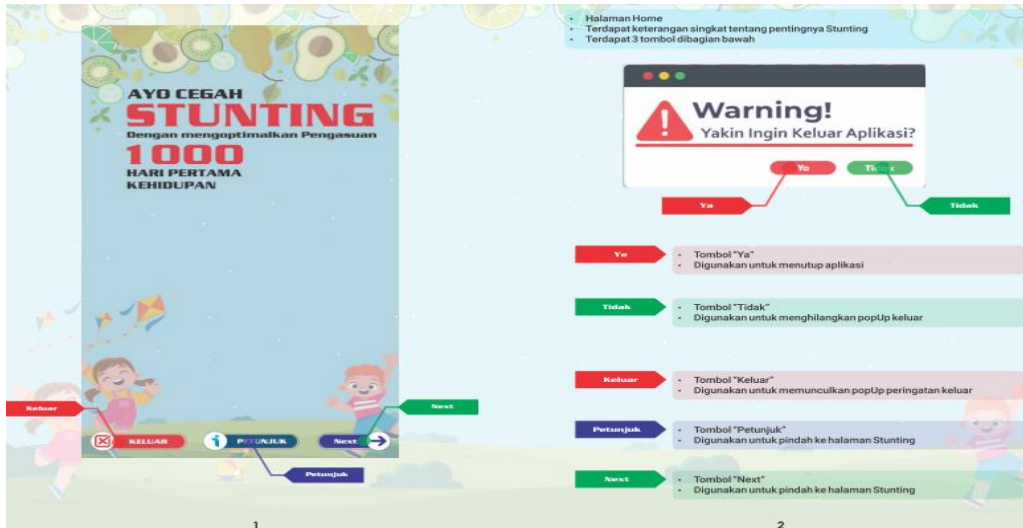 AYO CEGAH
STUNTING
Dengan mengoptimalkan Pengasuan
1000
HARI PERTAMA
KEHIDUPAN
Keluar
Next
KELUAR
PETUNJUK
Next
Petunjuk
1
• Halaman Home
• Terdapat keterangan singkat tentang pentingnya Stunting
• Terdapat 3 tombol dibagian bawah
Warning!
Yakin Ingin Keluar Aplikasi?
Ya
Tidak
Ya
Tidak
Ya
• Tombol "Ya"
• Digunakan untuk menutup aplikasi
Tidak
• Tombol "Tidak"
• Digunakan untuk menghilangkan popUp keluar
Keluar
• Tombol "Keluar"
• Digunakan untuk memunculkan popUp peringatan keluar
Petunjuk
• Tombol "Petunjuk"
• Digunakan untuk pindah ke halaman Stunting
Next
• Tombol "Next"
• Digunakan untuk pindah ke halaman Stunting
2